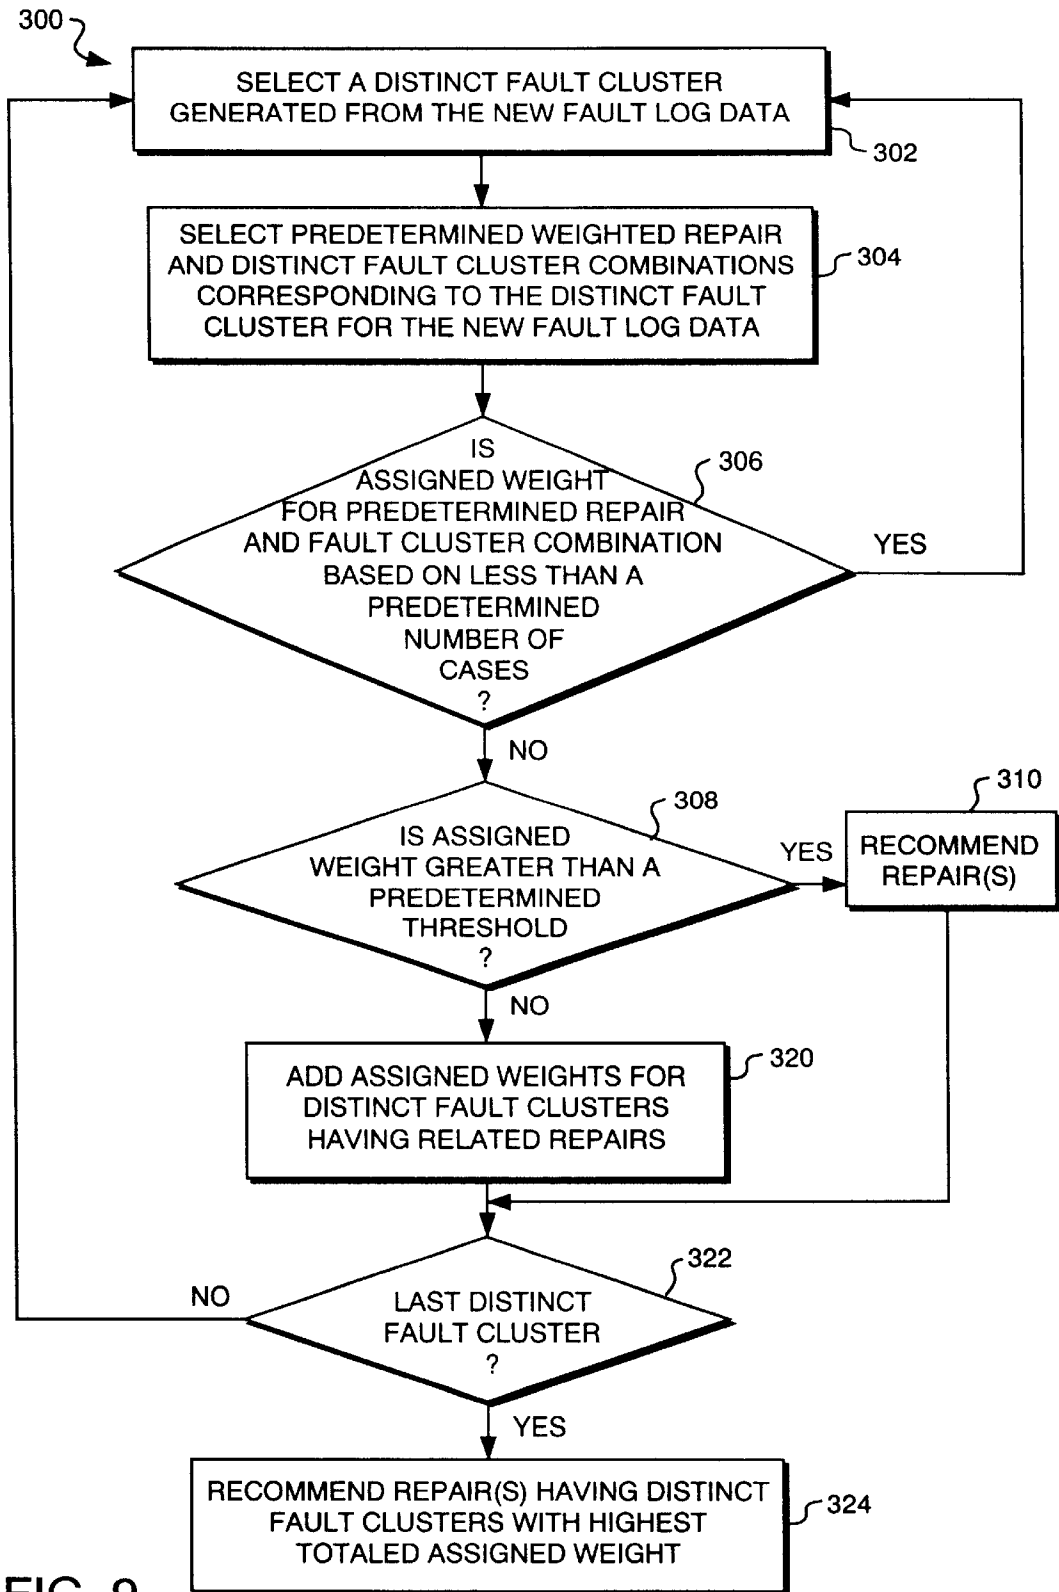 300
SELECT A DISTINCT FAULT CLUSTER
GENERATED FROM THE NEW FAULT LOG DATA
302
SELECT PREDETERMINED WEIGHTED REPAIR
AND DISTINCT FAULT CLUSTER COMBINATIONS
CORRESPONDING TO THE DISTINCT FAULT
CLUSTER FOR THE NEW FAULT LOG DATA
304
IS
ASSIGNED WEIGHT
FOR PREDETERMINED REPAIR
AND FAULT CLUSTER COMBINATION
BASED ON LESS THAN A
PREDETERMINED
NUMBER OF
CASES
?
306
YES
NO
IS ASSIGNED
WEIGHT GREATER THAN A
PREDETERMINED
THRESHOLD
?
308
YES
310
RECOMMEND
REPAIR(S)
NO
ADD ASSIGNED WEIGHTS FOR
DISTINCT FAULT CLUSTERS
HAVING RELATED REPAIRS
320
LAST DISTINCT
FAULT CLUSTER
?
322
NO
YES
RECOMMEND REPAIR(S) HAVING DISTINCT
FAULT CLUSTERS WITH HIGHEST
TOTALED ASSIGNED WEIGHT
324
FIG. 9